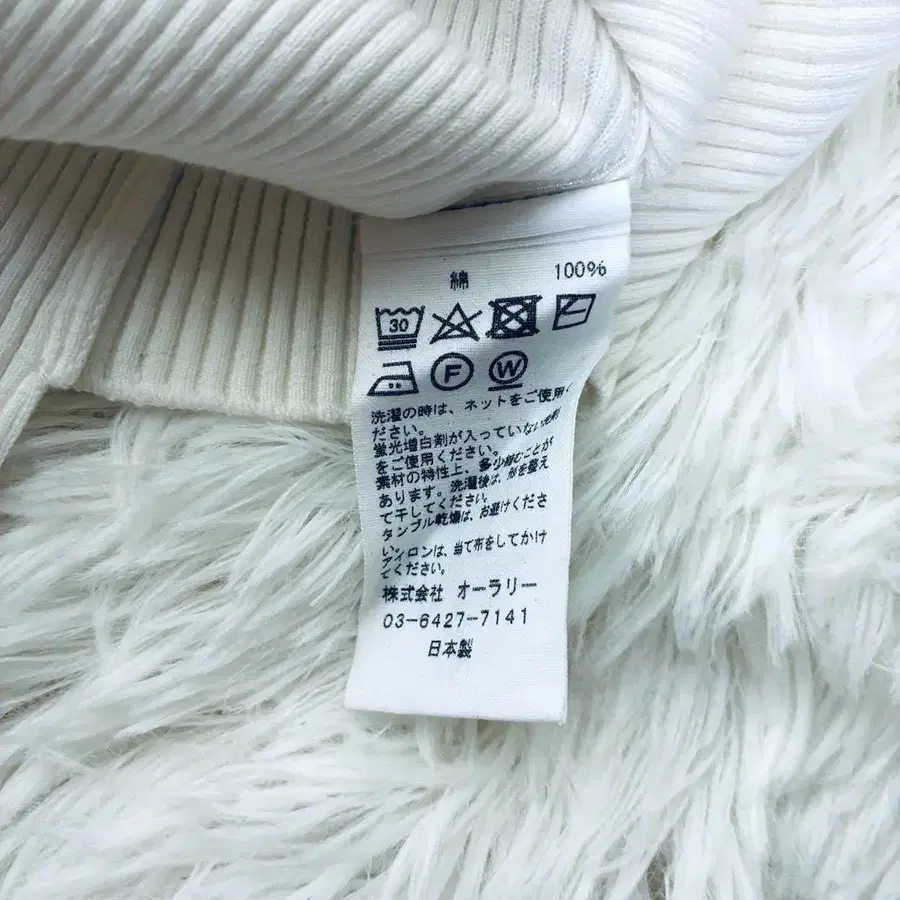 綿 100%
30
F W
洗濯の時は、ネットをご使用く
ださい。
蛍光増白剤が入っていない洗剤
をご使用ください。
素材の特性上、多少縮むことが
あります。洗濯後は、形を整え
て干してください。
タンブル乾燥は、お避けくださ
い。
アイロンは、当て布をしてかけ
てください。
株式会社 オーラリー
03-6427-7141
日本製